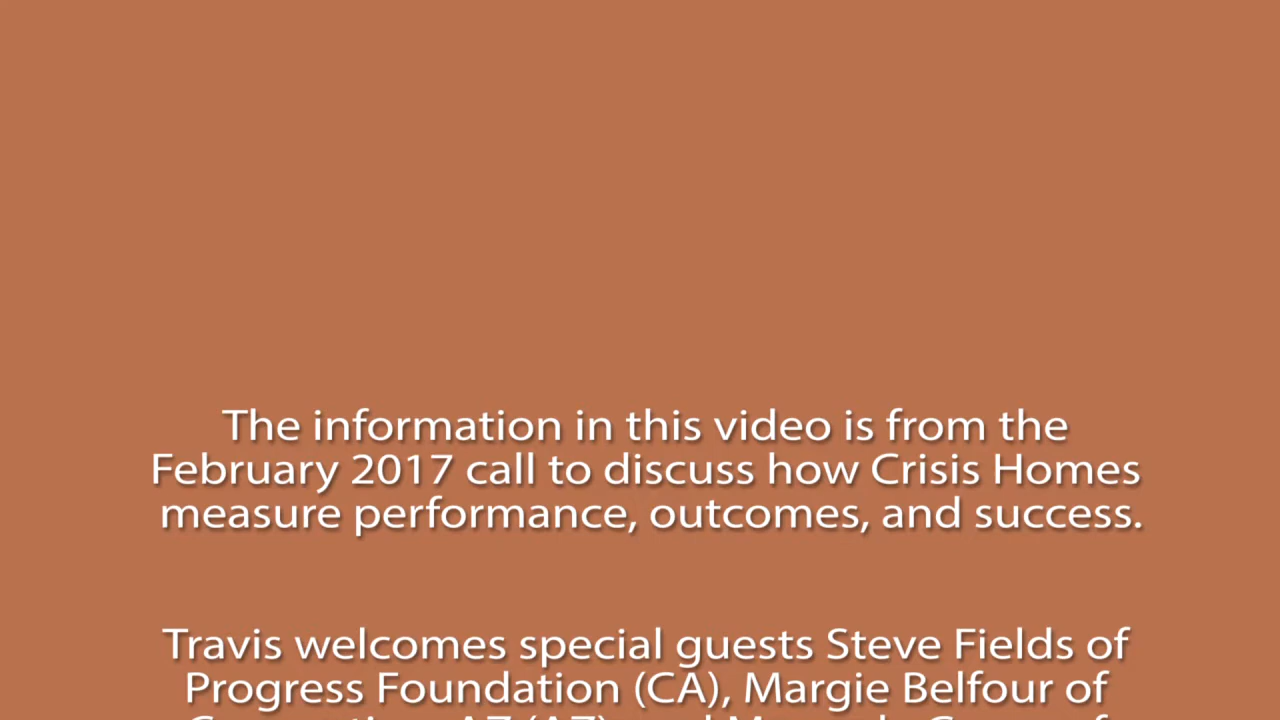 The information in this video is from the
February 2017 call to discuss how Crisis Homes
measure performance, outcomes, and success.
Travis welcomes special guests Steve Fields of
Progress Foundation (CA), Margie Belfour of